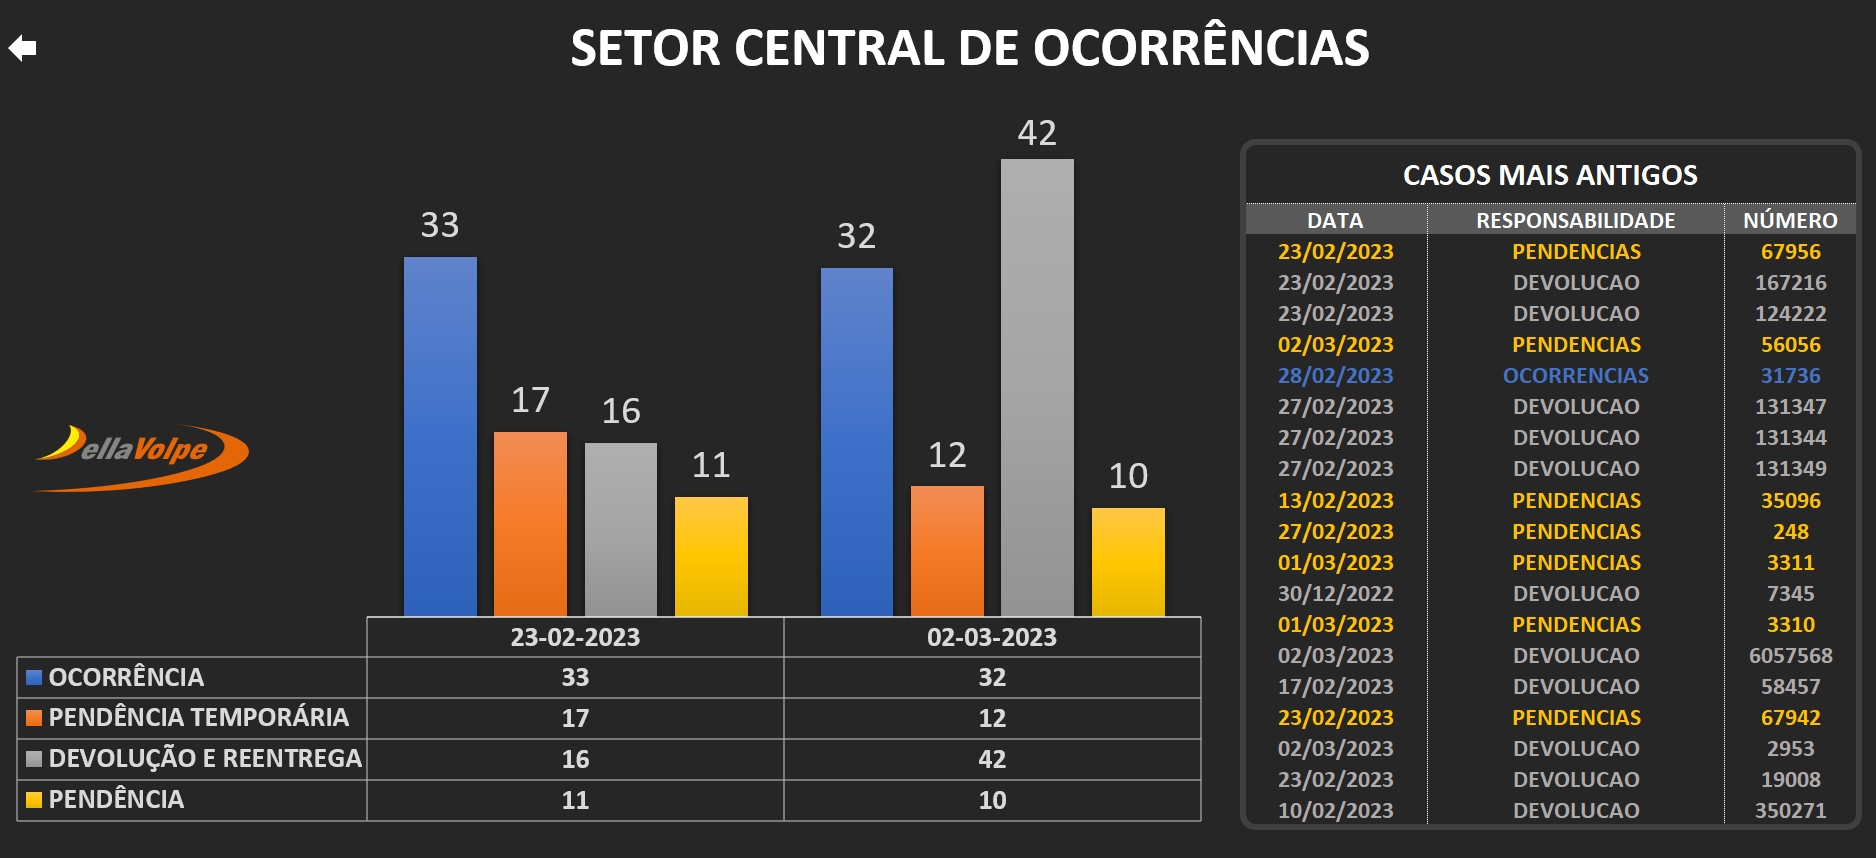 SETOR CENTRAL DE OCORRÊNCIAS
42
33
32
17
16
12
11
10
23-02-2023 02-03-2023
OCORRÊNCIA 33 32
PENDÊNCIA TEMPORÁRIA 17 12
DEVOLUÇÃO E REENTREGA 16 42
PENDÊNCIA 11 10
ellaVolpe
CASOS MAIS ANTIGOS
DATA RESPONSABILIDADE NÚMERO
23/02/2023 PENDENCIAS 67956
23/02/2023 DEVOLUCAO 167216
23/02/2023 DEVOLUCAO 124222
02/03/2023 PENDENCIAS 56056
28/02/2023 OCORRENCIAS 31736
27/02/2023 DEVOLUCAO 131347
27/02/2023 DEVOLUCAO 131344
27/02/2023 DEVOLUCAO 131349
13/02/2023 PENDENCIAS 35096
27/02/2023 PENDENCIAS 248
01/03/2023 PENDENCIAS 3311
30/12/2022 DEVOLUCAO 7345
01/03/2023 PENDENCIAS 3310
02/03/2023 DEVOLUCAO 6057568
17/02/2023 DEVOLUCAO 58457
23/02/2023 PENDENCIAS 67942
02/03/2023 DEVOLUCAO 2953
23/02/2023 DEVOLUCAO 19008
10/02/2023 DEVOLUCAO 350271